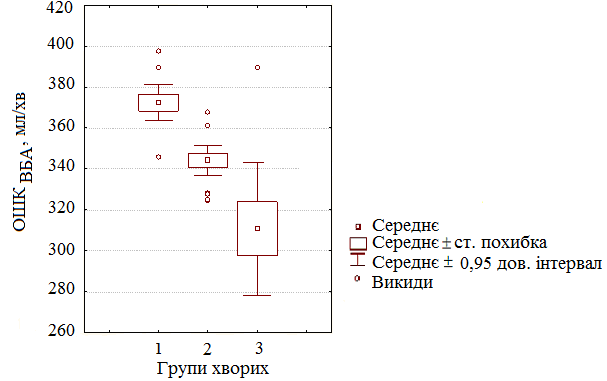 420
400
380
360
340
320
300
280
260
ОШК ВБА, мл/хв
1 2 3
Групи хворих
Середнє
Середнє ± ст. похибка
Середнє ± 0,95 дов. інтервал
Викиди